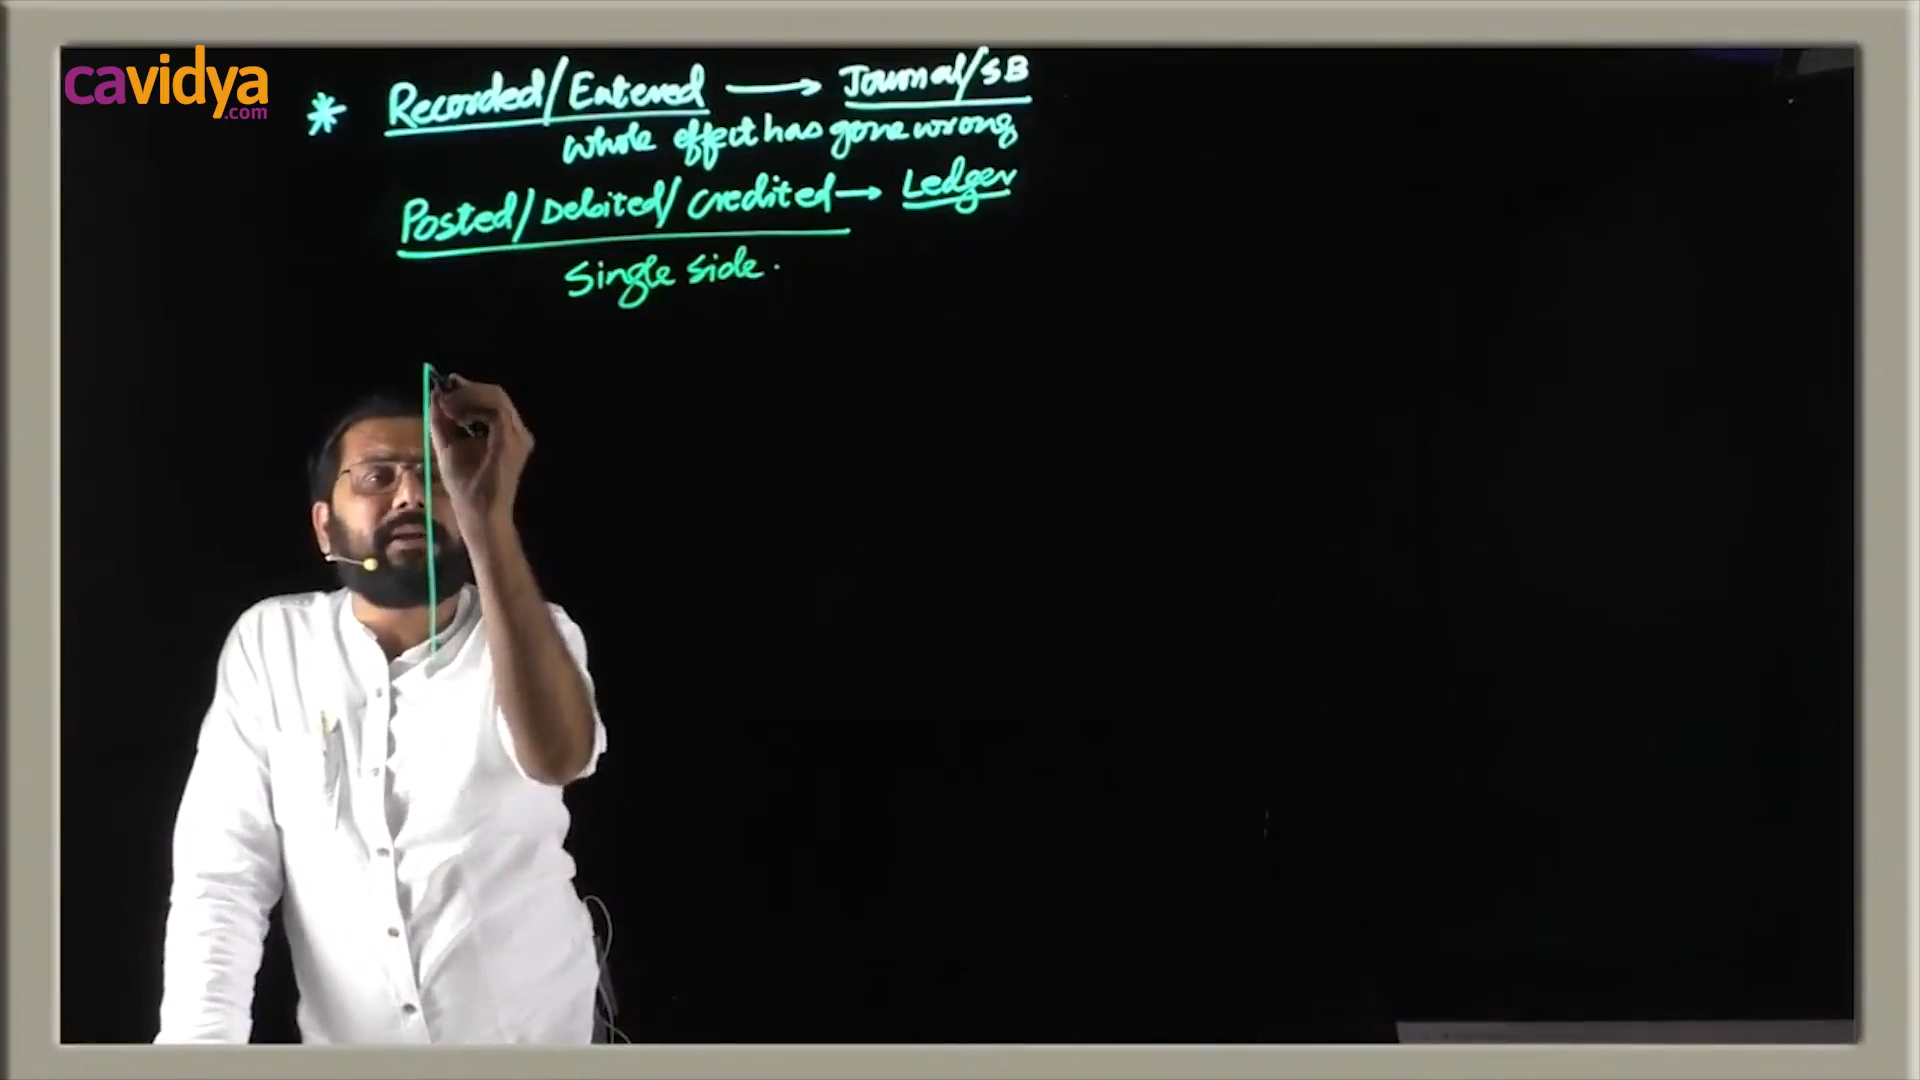 cavidya
.com
* Recorded/Entered → Journal/SB
whole effect has gone wrong
Posted/Debited/Credited → Ledger
Single side.